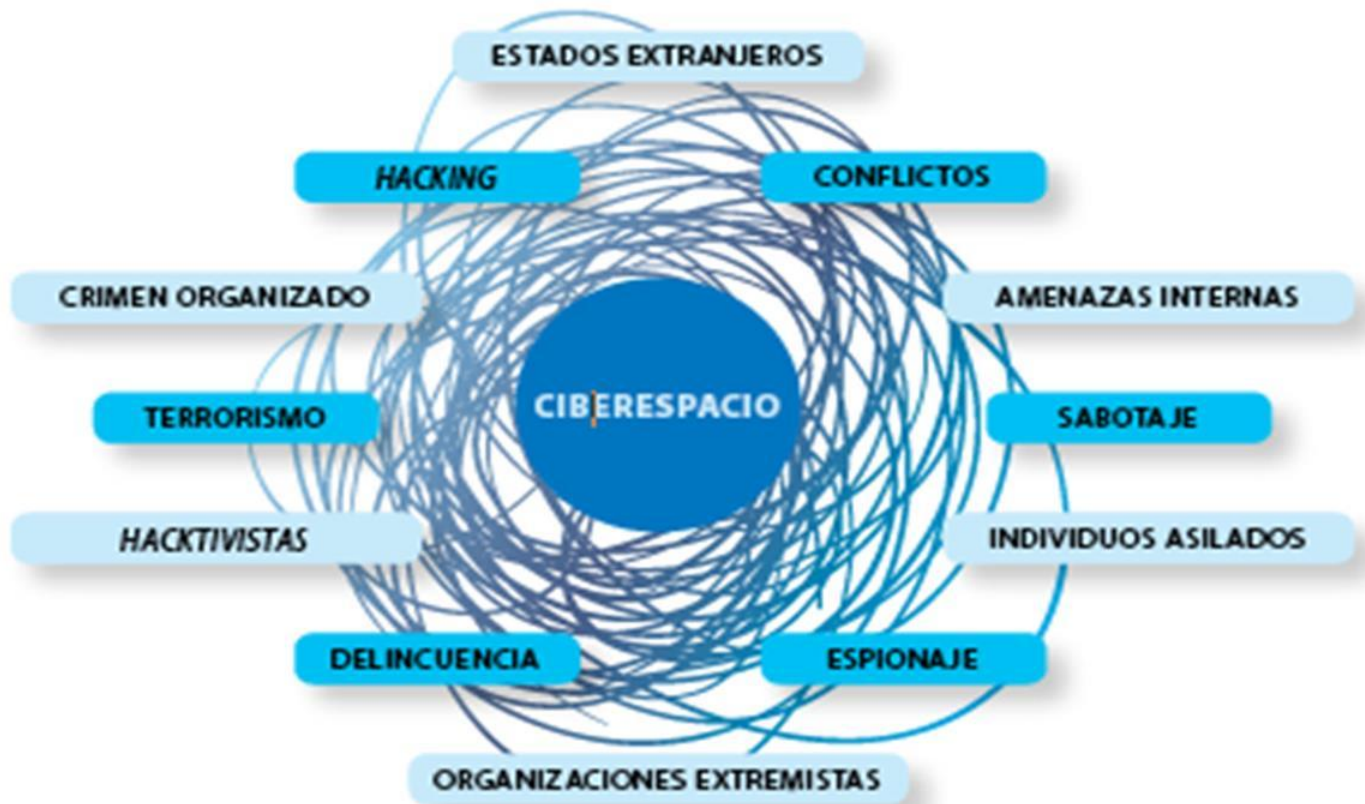 ESTADOS EXTRANJEROS
HACKING
CONFLICTOS
CRIMEN ORGANIZADO
AMENAZAS INTERNAS
TERRORISMO
CIBERESPACIO
SABOTAJE
HACKTIVISTAS
INDIVIDUOS ASILADOS
DELINCUENCIA
ESPIONAJE
ORGANIZACIONES EXTREMISTAS